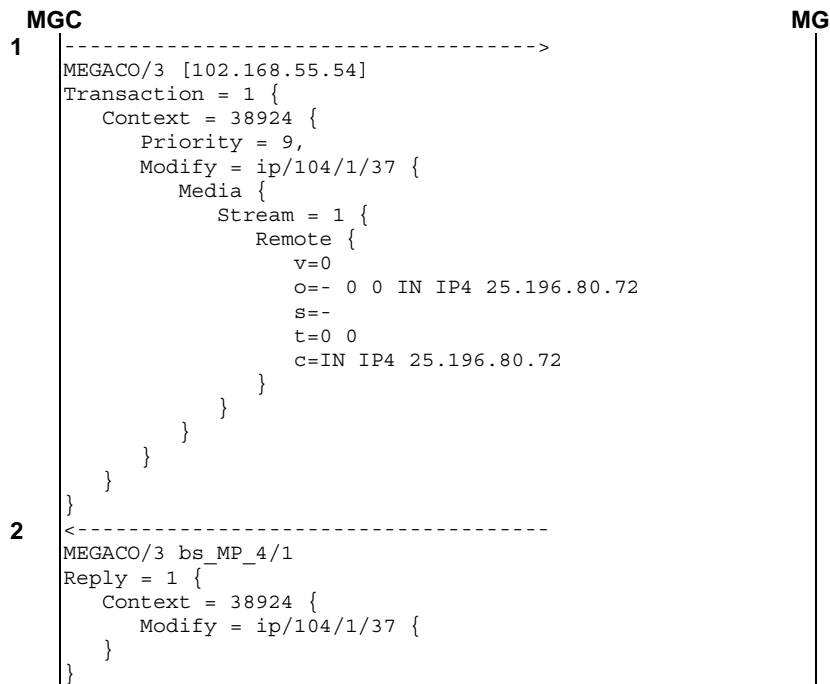 MGC MG
1 ------------------------------------->
MEGACO/3 [102.168.55.54]
Transaction = 1 {
   Context = 38924 {
      Priority = 9,
      Modify = ip/104/1/37 {
         Media {
            Stream = 1 {
               Remote {
                  v=0
                  o=- 0 0 IN IP4 25.196.80.72
                  s=-
                  t=0 0
                  c=IN IP4 25.196.80.72
               }
            }
         }
      }
   }
}
2 <-------------------------------------
MEGACO/3 bs_MP_4/1
Reply = 1 {
   Context = 38924 {
      Modify = ip/104/1/37 {
   }
}